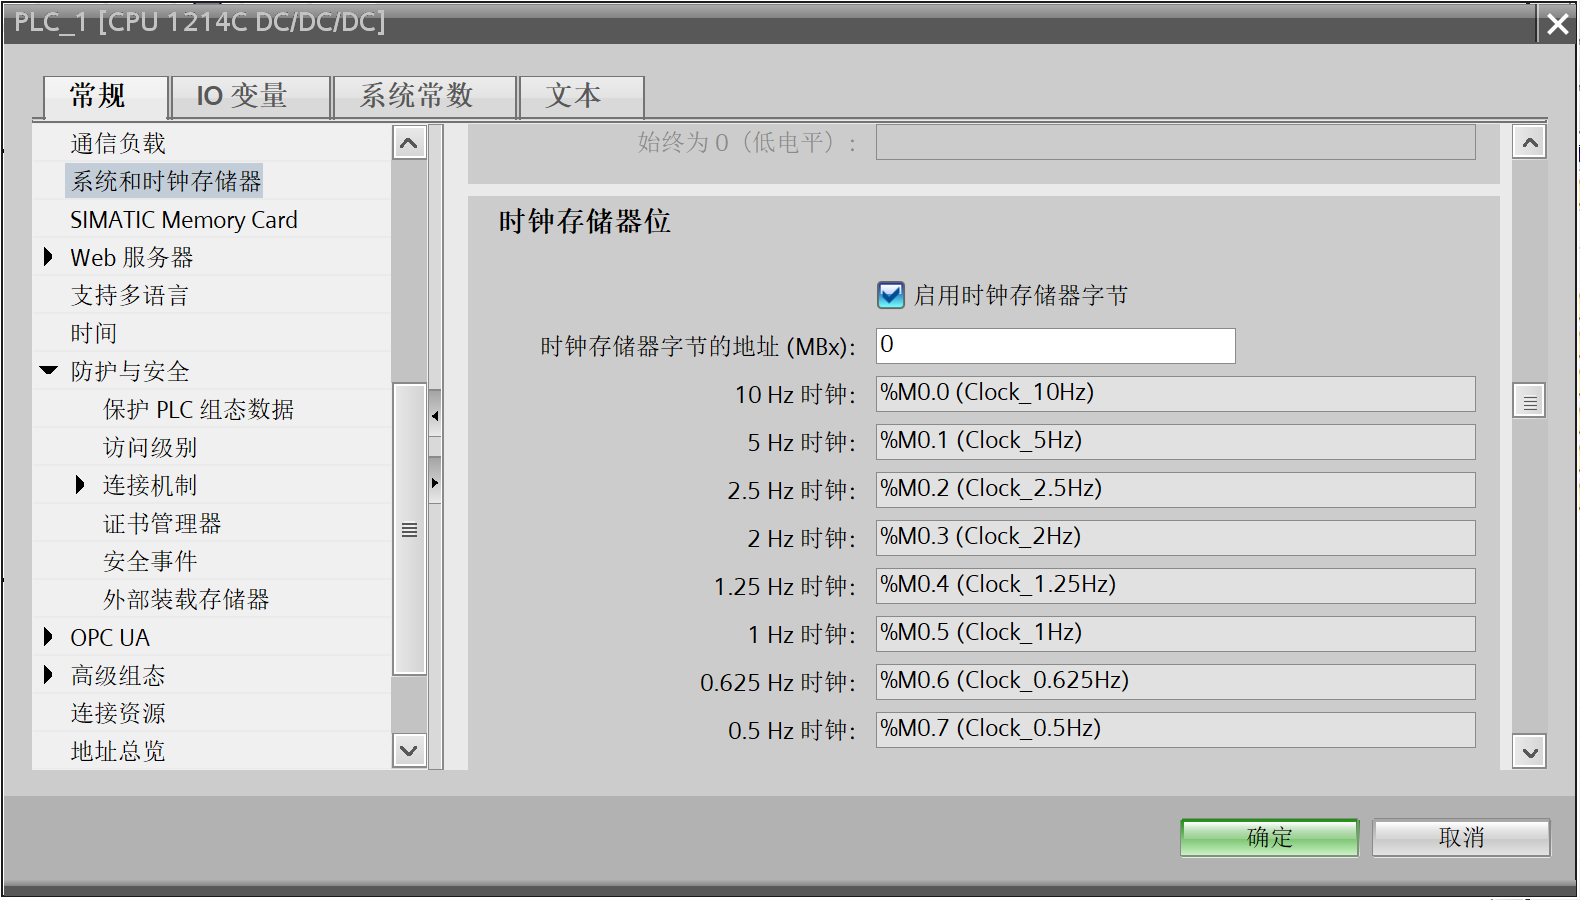 PLC_1 [CPU 1214C DC/DC/DC]
常规
IO 变量
系统常数
文本
通信负载
系统和时钟存储器
SIMATIC Memory Card
Web 服务器
支持多语言
时间
防护与安全
保护 PLC 组态数据
访问级别
连接机制
证书管理器
安全事件
外部装载存储器
OPC UA
高级组态
连接资源
地址总览
始终为 0（低电平）:
时钟存储器位
启用时钟存储器字节
时钟存储器字节的地址 (MBx): 0
10 Hz 时钟: %M0.0 (Clock_10Hz)
5 Hz 时钟: %M0.1 (Clock_5Hz)
2.5 Hz 时钟: %M0.2 (Clock_2.5Hz)
2 Hz 时钟: %M0.3 (Clock_2Hz)
1.25 Hz 时钟: %M0.4 (Clock_1.25Hz)
1 Hz 时钟: %M0.5 (Clock_1Hz)
0.625 Hz 时钟: %M0.6 (Clock_0.625Hz)
0.5 Hz 时钟: %M0.7 (Clock_0.5Hz)
确定
取消